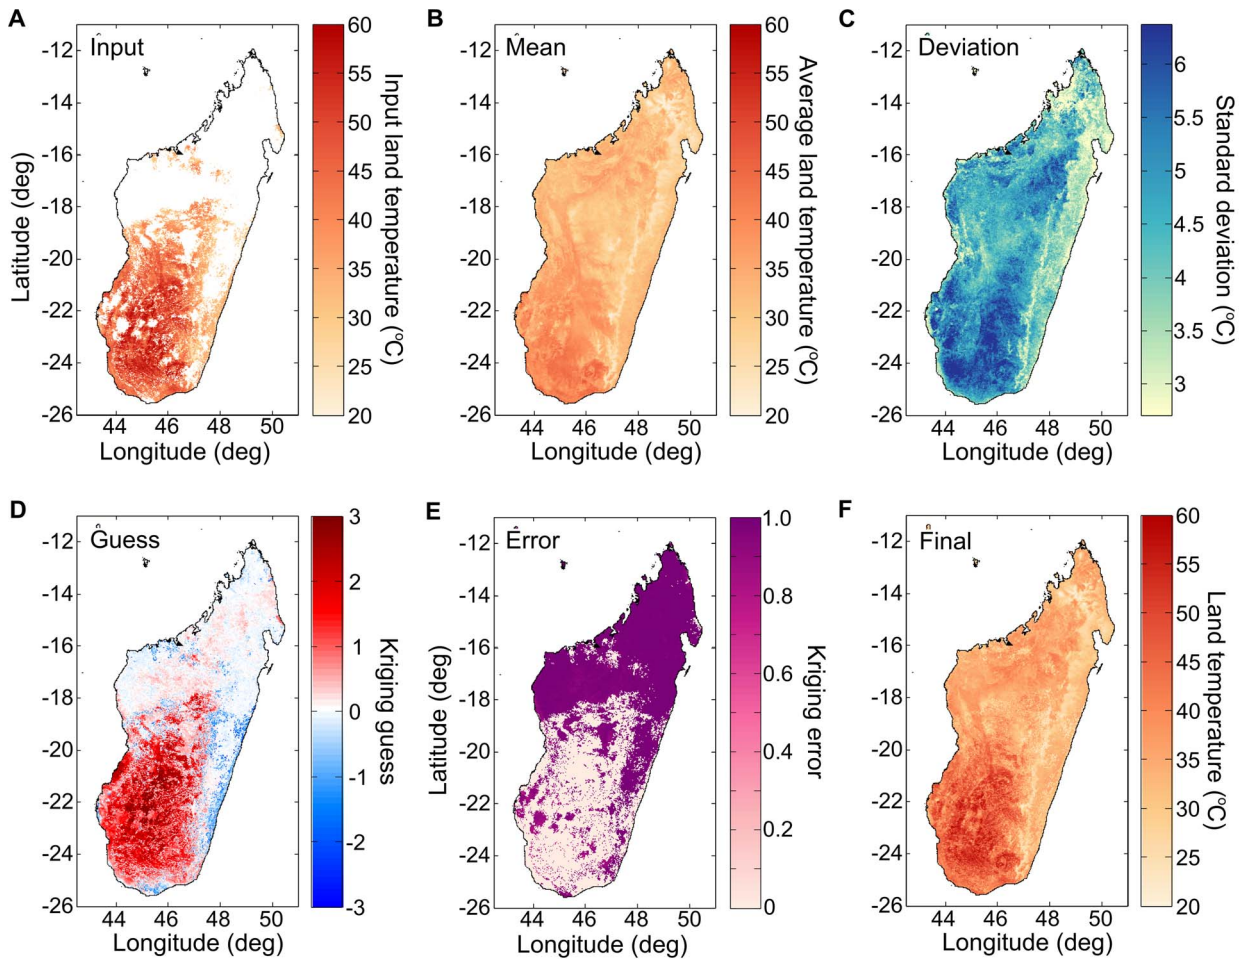 A
Input
-12
-14
-16
-18
-20
-22
-24
-26
44 46 48 50
Longitude (deg)
Latitude (deg)
60
55
50
45
40
35
30
25
20
Input land temperature (°C)
B
Mean
-12
-14
-16
-18
-20
-22
-24
-26
44 46 48 50
Longitude (deg)
60
55
50
45
40
35
30
25
20
Average land temperature (°C)
C
Deviation
-12
-14
-16
-18
-20
-22
-24
-26
44 46 48 50
Longitude (deg)
6
5.5
5
4.5
4
3.5
3
Standard deviation (°C)
D
Guess
-12
-14
-16
-18
-20
-22
-24
-26
44 46 48 50
Longitude (deg)
3
2
1
0
-1
-2
-3
Kriging guess
E
Error
-12
-14
-16
-18
-20
-22
-24
-26
44 46 48 50
Longitude (deg)
Latitude (deg)
1.0
0.8
0.6
0.4
0.2
0
Kriging error
F
Final
-12
-14
-16
-18
-20
-22
-24
-26
44 46 48 50
Longitude (deg)
60
55
50
45
40
35
30
25
20
Land temperature (°C)